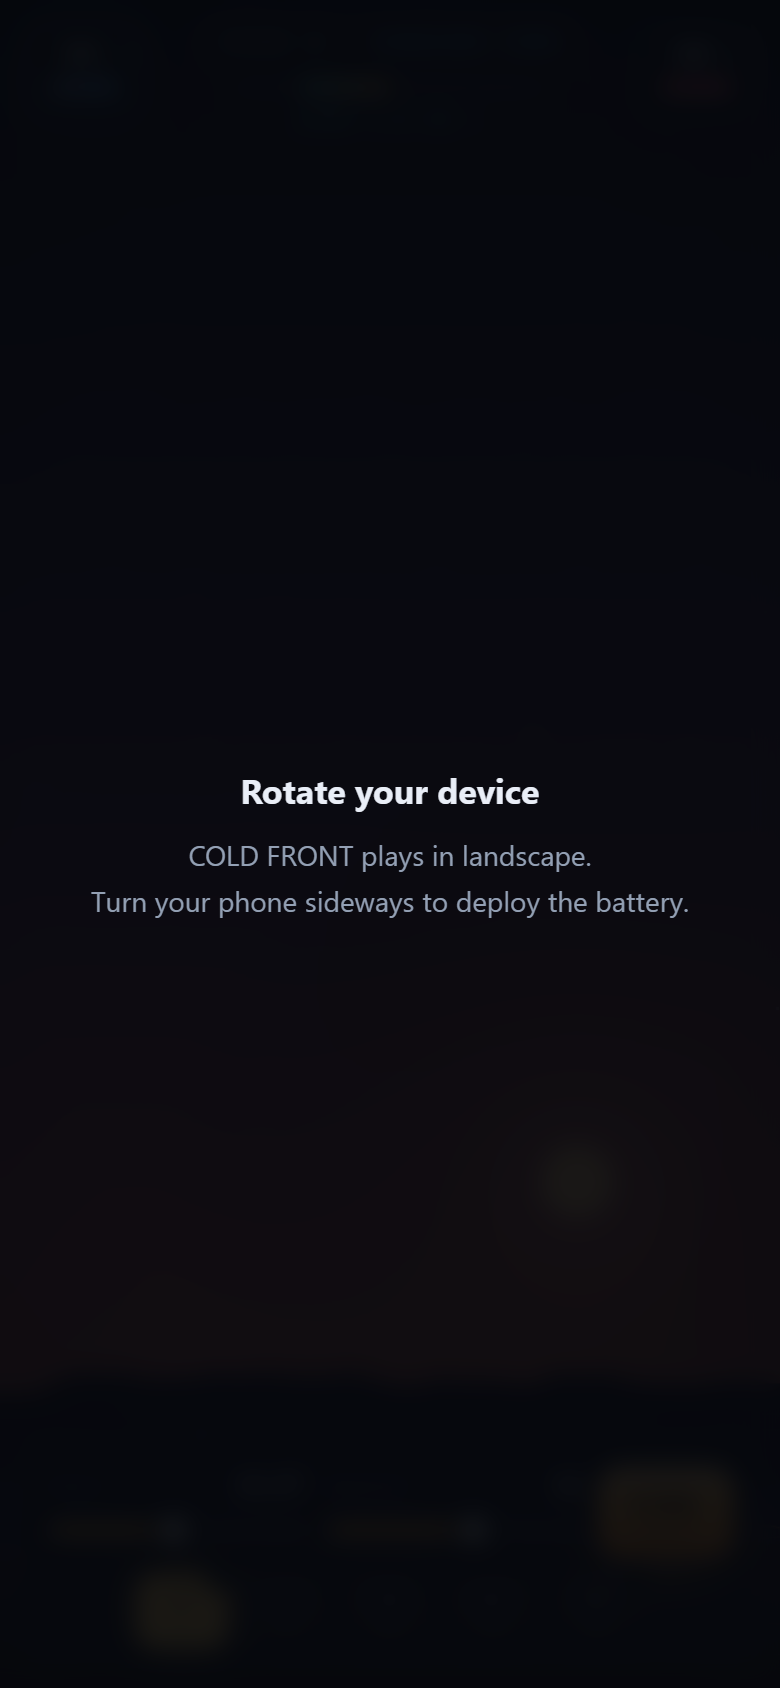 Rotate your device
COLD FRONT plays in landscape.
Turn your phone sideways to deploy the battery.